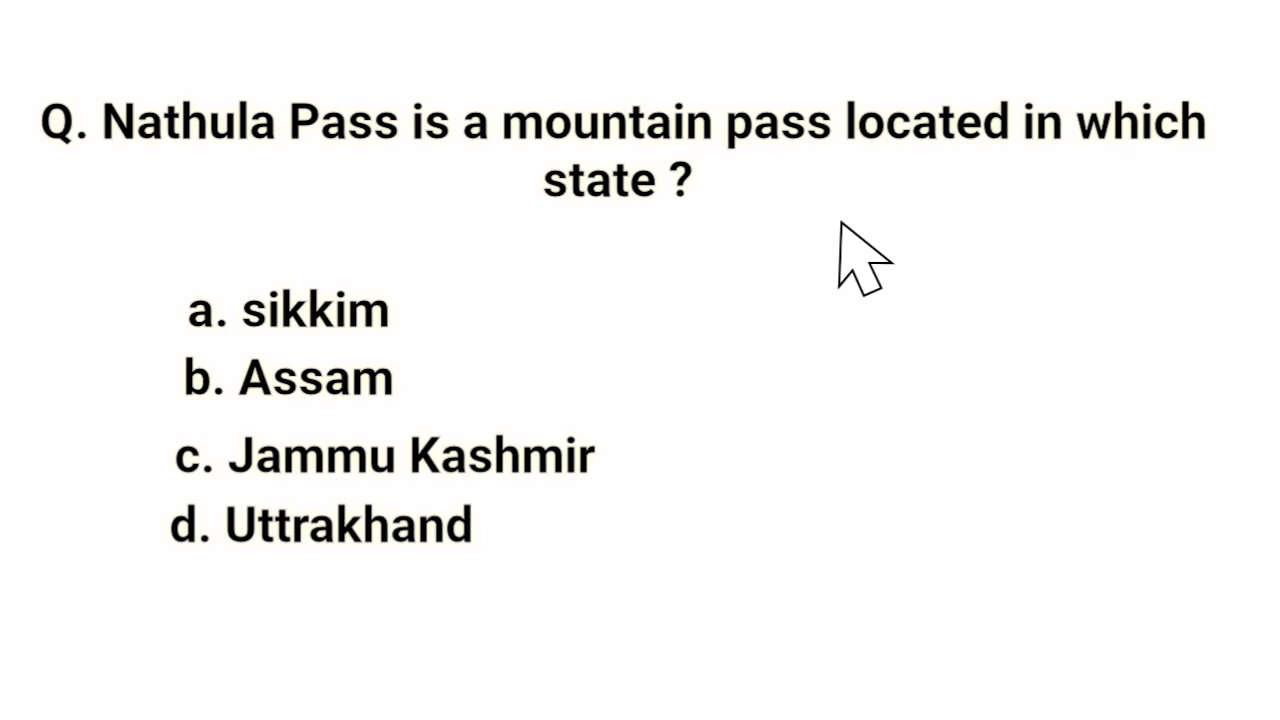 Q. Nathula Pass is a mountain pass located in which
state ?
a. sikkim
b. Assam
c. Jammu Kashmir
d. Uttrakhand